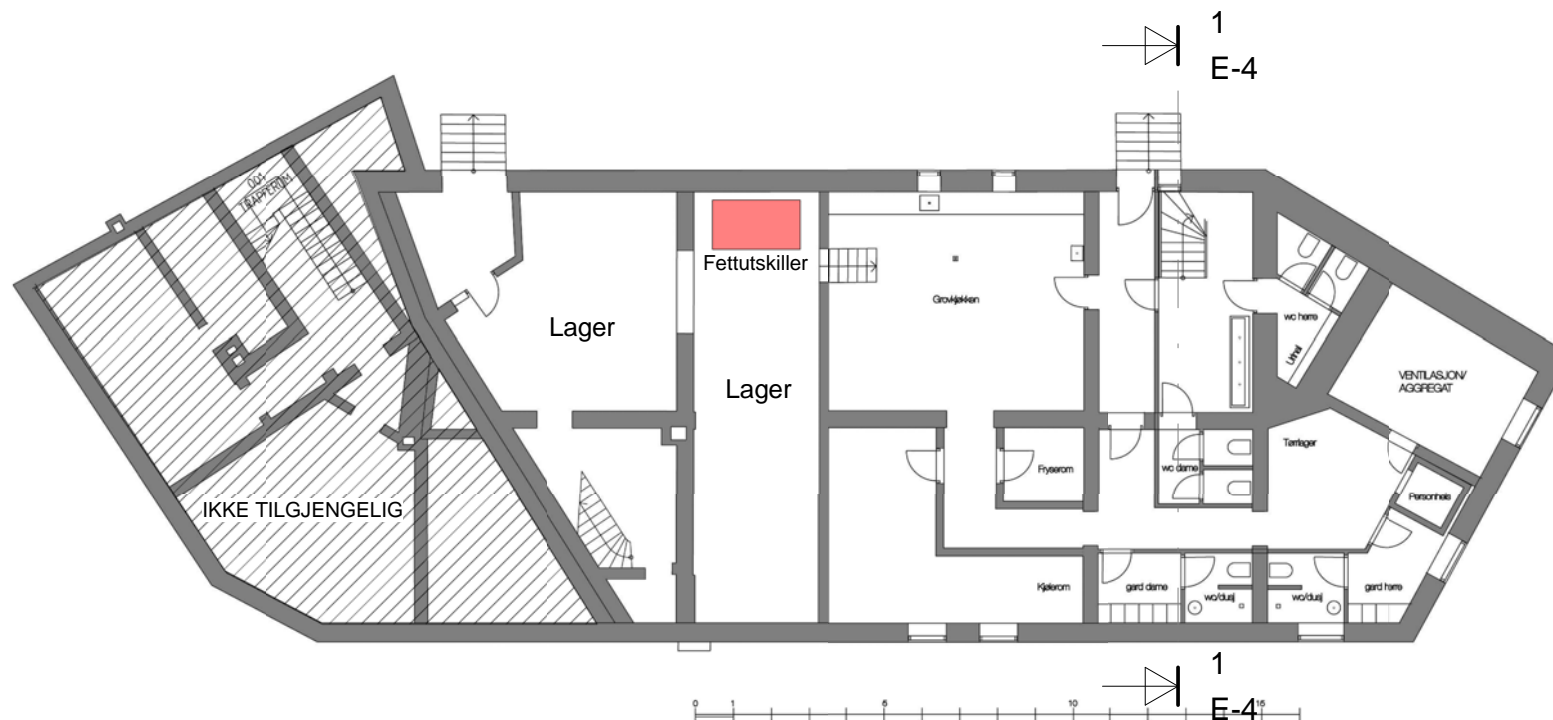 1
E-4
001
TRAPPEROM
Fettutskiller
Lager
Grovkjøkken
wc herre
Urinal
VENTILASJON/
AGGREGAT
Lager
Tørrlager
Fryserom
wc dame
Personheis
IKKE TILGJENGELIG
Kjølerom
gard dame
wc/dusj
wc/dusj
gard herre
1
E-4
0 1 5 10 15